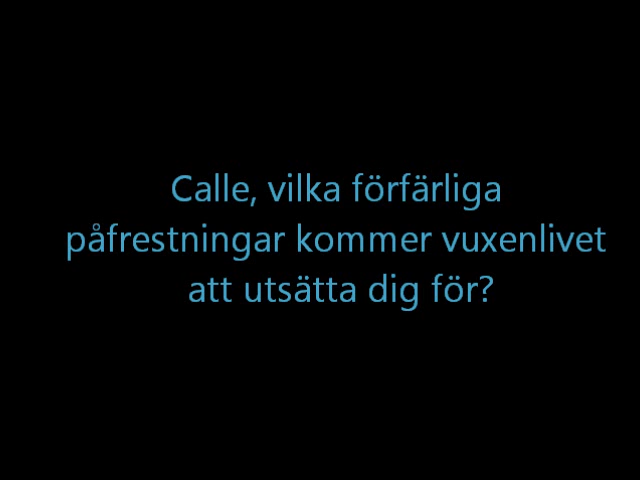 Calle, vilka förfärliga
påfrestningar kommer vuxenlivet
att utsätta dig för?